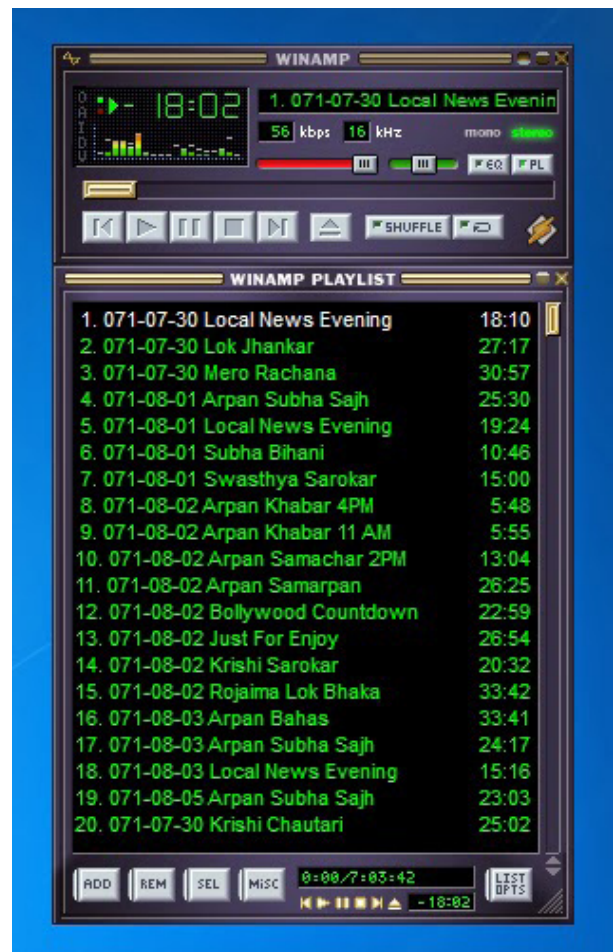 WINAMP
O
A
I
D
V
-18:02
1. 071-07-30 Local News Evenin
56 kbps 16 kHz mono stereo
EQ PL
SHUFFLE
WINAMP PLAYLIST
1. 071-07-30 Local News Evening 18:10
2. 071-07-30 Lok Jhankar 27:17
3. 071-07-30 Mero Rachana 30:57
4. 071-08-01 Arpan Subha Sajh 25:30
5. 071-08-01 Local News Evening 19:24
6. 071-08-01 Subha Bihani 10:46
7. 071-08-01 Swasthya Sarokar 15:00
8. 071-08-02 Arpan Khabar 4PM 5:48
9. 071-08-02 Arpan Khabar 11 AM 5:55
10. 071-08-02 Arpan Samachar 2PM 13:04
11. 071-08-02 Arpan Samarpan 26:25
12. 071-08-02 Bollywood Countdown 22:59
13. 071-08-02 Just For Enjoy 26:54
14. 071-08-02 Krishi Sarokar 20:32
15. 071-08-02 Rojaima Lok Bhaka 33:42
16. 071-08-03 Arpan Bahas 33:41
17. 071-08-03 Arpan Subha Sajh 24:17
18. 071-08-03 Local News Evening 15:16
19. 071-08-05 Arpan Subha Sajh 23:03
20. 071-07-30 Krishi Chautari 25:02
ADD REM SEL MISC 0:00/7:03:42 LIST OPTS
-18:02